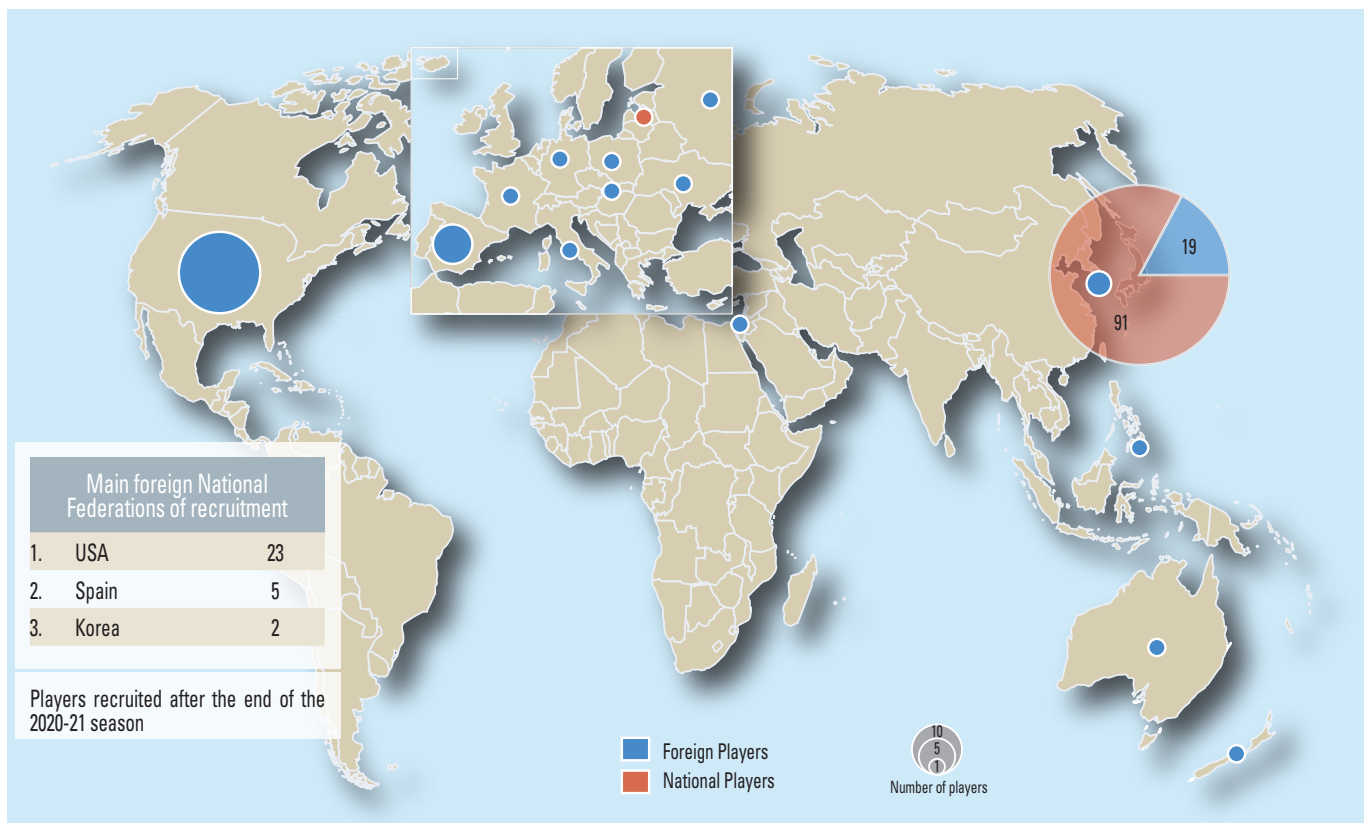 19
91
Main foreign National
Federations of recruitment
1. USA 23
2. Spain 5
3. Korea 2
Players recruited after the end of the
2020-21 season
Foreign Players
National Players
10
5
1
Number of players